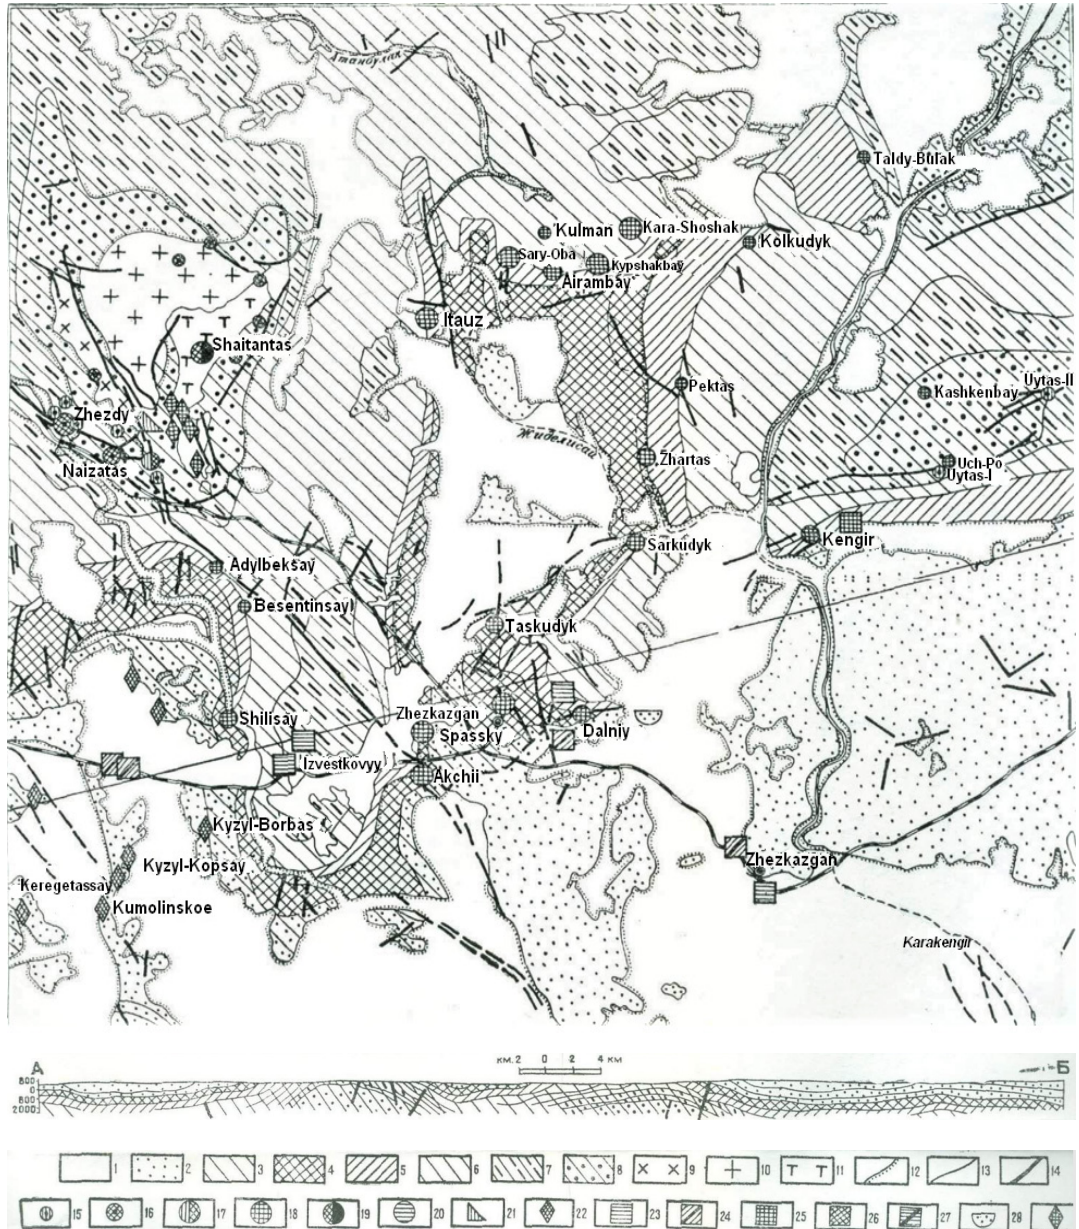 Атанбулак
Taldy-Bulak
Kulman
Kara-Shoshak
Kolkudyk
Sary-Oba
Kypshakbay
Airambay
Itauz
Shaitantas
Pektas
Kashkenbay
Uytas-II
Zhezdy
Жиделисай
Zhartas
Naizatas
Uch-Po
Uytas-I
Sarkudyk
Kengir
Adylbeksay
Besentinsay
Taskudyk
Shilisay
Zhezkazgan
Spassky
Dalniy
Izvestkovyy
Akchii
Kyzyl-Borbas
Zhezkazgan
Kyzyl-Kopsay
Keregetassay
Kumolinskoe
Karakengir
А
км. 2 0 2 4 км
Б
800
0
800
2000
1 2 3 4 5 6 7 8 9 10 11 12 13 14
15 16 17 18 19 20 21 22 23 24 25 26 27 28